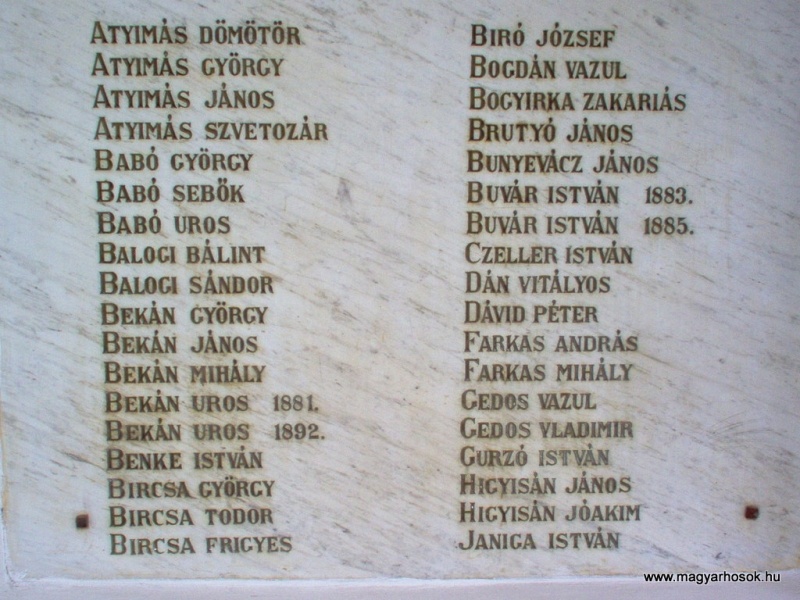 ATYIMÁS DÖMÖTÖR
ATYIMÁS GYÖRGY
ATYIMÁS JÁNOS
ATYIMÁS SZVETOZÁR
BABÓ GYÖRGY
BABÓ SEBŐK
BABÓ UROS
BALOGI BÁLINT
BALOGI SÁNDOR
BEKÁN GYÖRGY
BEKÁN JÁNOS
BEKÁN MIHÁLY
BEKÁN UROS 1881.
BEKÁN UROS 1892.
BENKE ISTVÁN
BIRCSA GYÖRGY
BIRCSA TODOR
BIRCSA FRIGYES
BIRÓ JÓZSEF
BOGDÁN VAZUL
BOGYIRKA ZAKARIÁS
BRUTYÓ JÁNOS
BUNYEVÁCZ JÁNOS
BUVÁR ISTVÁN 1883.
BUVÁR ISTVÁN 1885.
CZELLER ISTVÁN
DÁN VITÁLYOS
DÁVID PÉTER
FARKAS ANDRÁS
FARKAS MIHÁLY
GEDOS VAZUL
GEDOS VLADIMIR
GURZÓ ISTVÁN
HIGYISÁN JÁNOS
HIGYISÁN JÓAKIM
JANIGA ISTVÁN
www.magyarhosok.hu